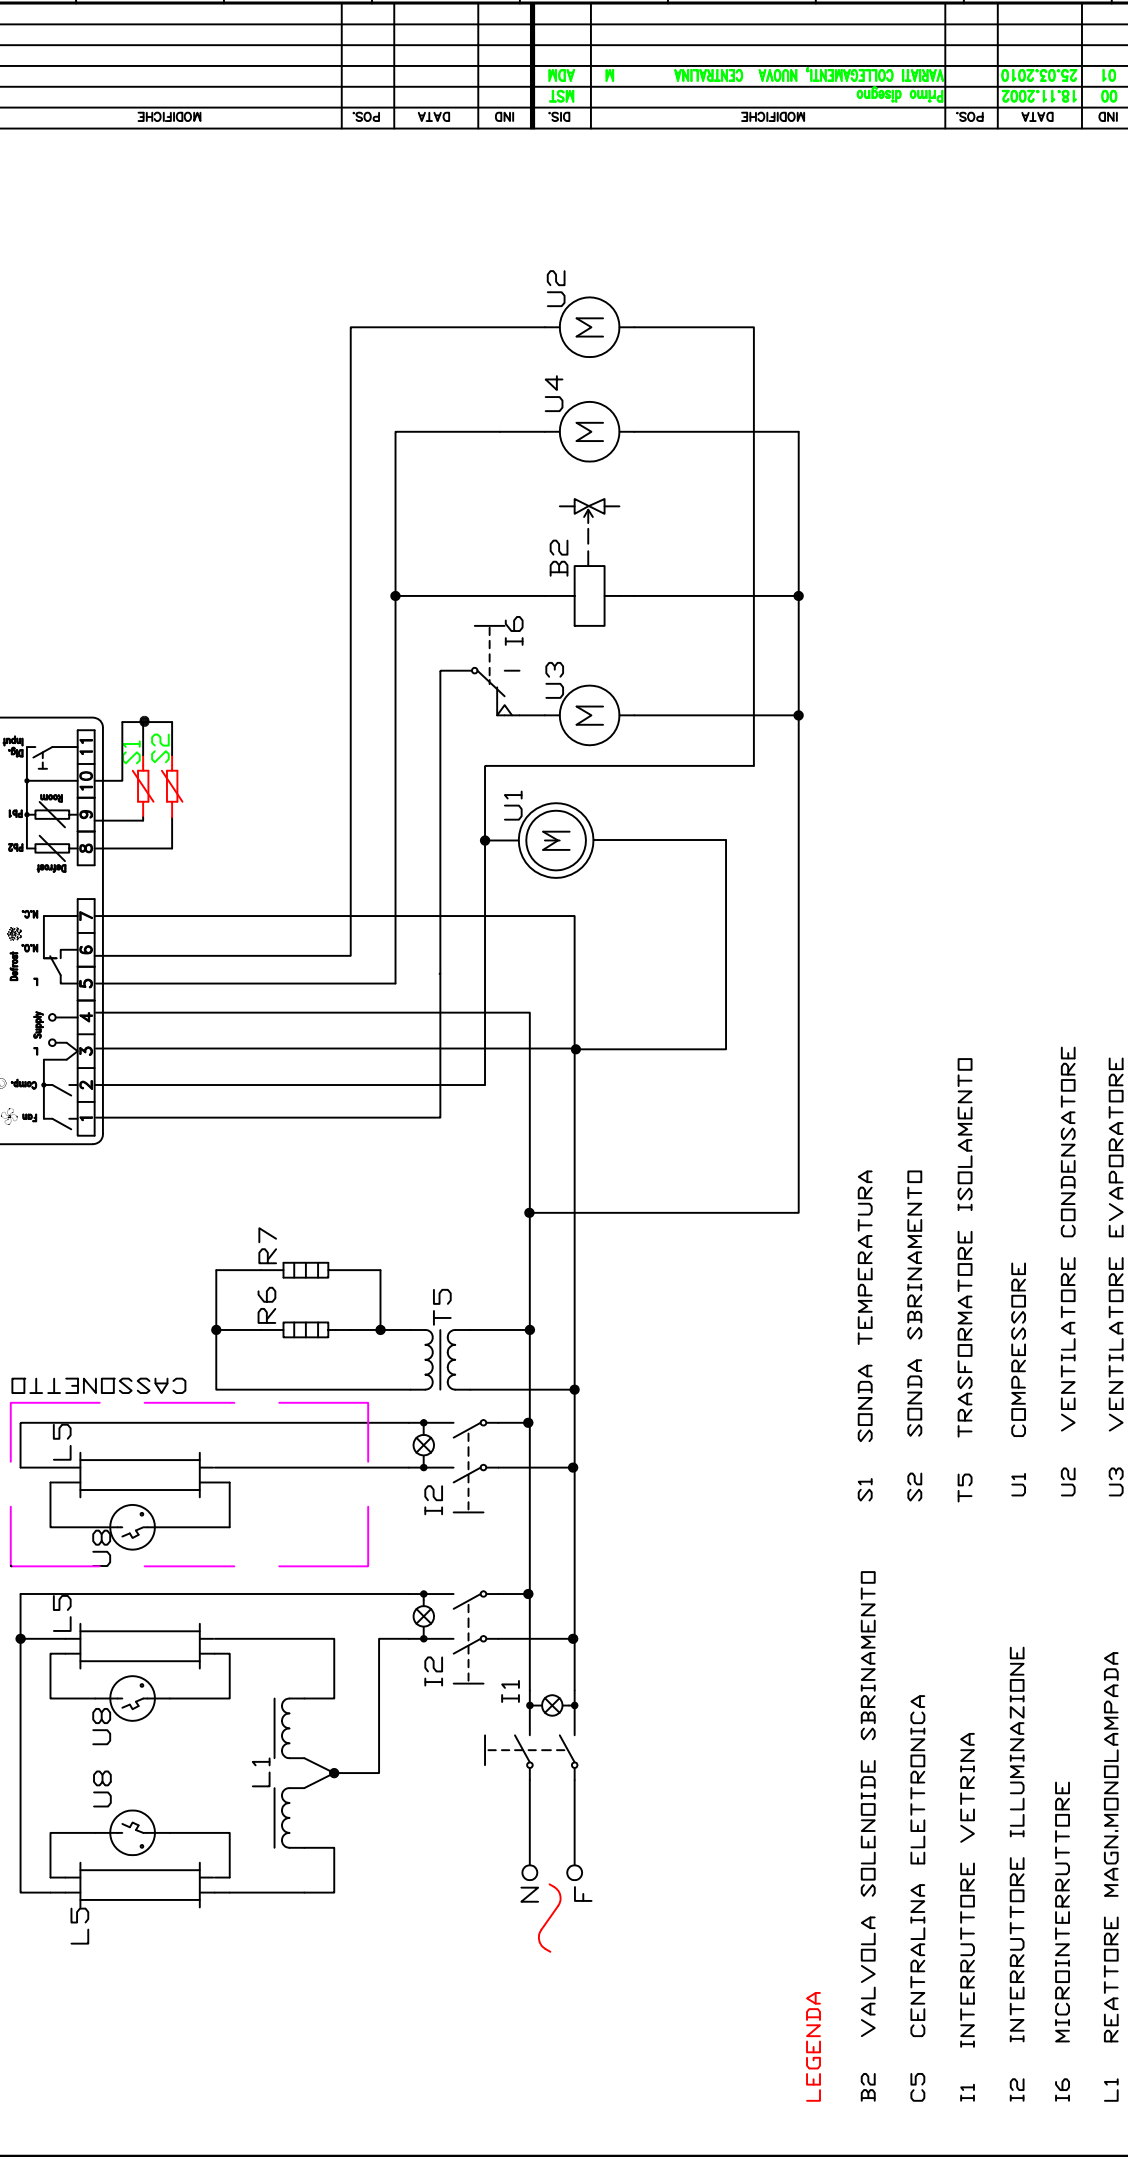 IND DATA POS. MODIFICHE DIS. IND DATA POS. MODIFICHE
00 18.11.2002 Primo disegno MST
01 25.03.2010 VARIATI COLLEGAMENTI, NUOVA CENTRALINA M ADM
U2
M
U4
M
B2
I6
U3
M
U1
M
S1
S2
Dig. Input
Room
Pb1
Pb2
Defrost
11
10
9
8
N.C.
N.O.
Defrost
L
Supply
L
Comp.
Fan
7
6
5
4
3
2
1
R7
R6
T5
CASSONETTO
L5
U8
I2
L5
U8
I2
I1
U8
L1
L5
N
F
LEGENDA
B2 VALVOLA SOLENOIDE SBRINAMENTO
C5 CENTRALINA ELETTRONICA
I1 INTERRUTTORE VETRINA
I2 INTERRUTTORE ILLUMINAZIONE
I6 MICROINTERRUTTORE
L1 REATTORE MAGN.MONOLAMPADA
S1 SONDA TEMPERATURA
S2 SONDA SBRINAMENTO
T5 TRASFORMATORE ISOLAMENTO
U1 COMPRESSORE
U2 VENTILATORE CONDENSATORE
U3 VENTILATORE EVAPORATORE